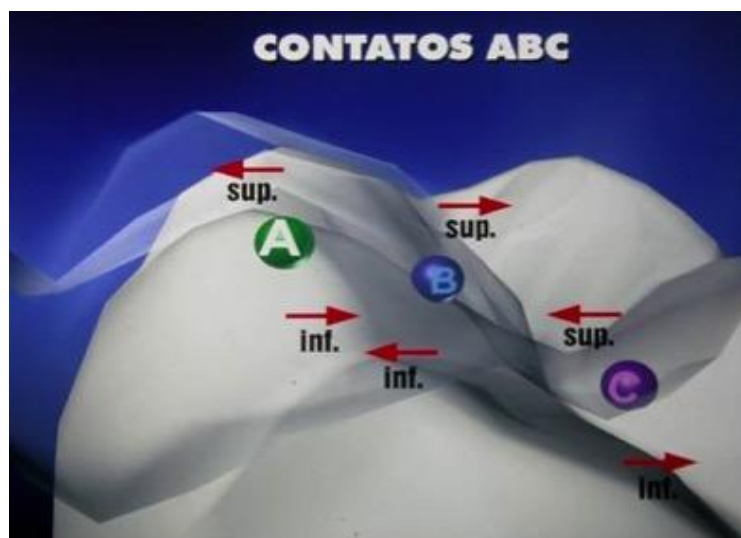 CONTATOS ABC
sup.
sup.
A
B
inf.
sup.
inf.
C
inf.